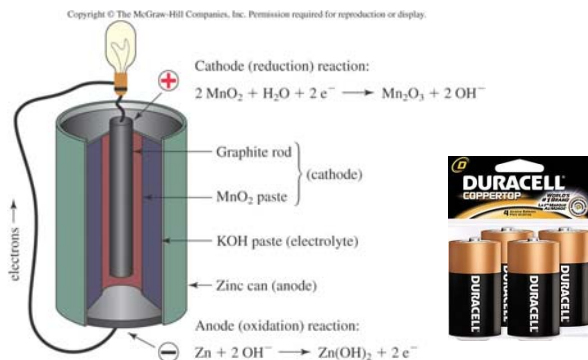 Copyright © The McGraw-Hill Companies, Inc. Permission required for reproduction or display.
Cathode (reduction) reaction:
+
2 MnO₂ + H₂O + 2 e⁻ ⟶ Mn₂O₃ + 2 OH⁻
Graphite rod
(cathode)
MnO₂ paste
KOH paste (electrolyte)
electrons →
Zinc can (anode)
Anode (oxidation) reaction:
−
Zn + 2 OH⁻ ⟶ Zn(OH)₂ + 2 e⁻
D
DURACELL
COPPERTOP
4
DURACELL
DURACELL